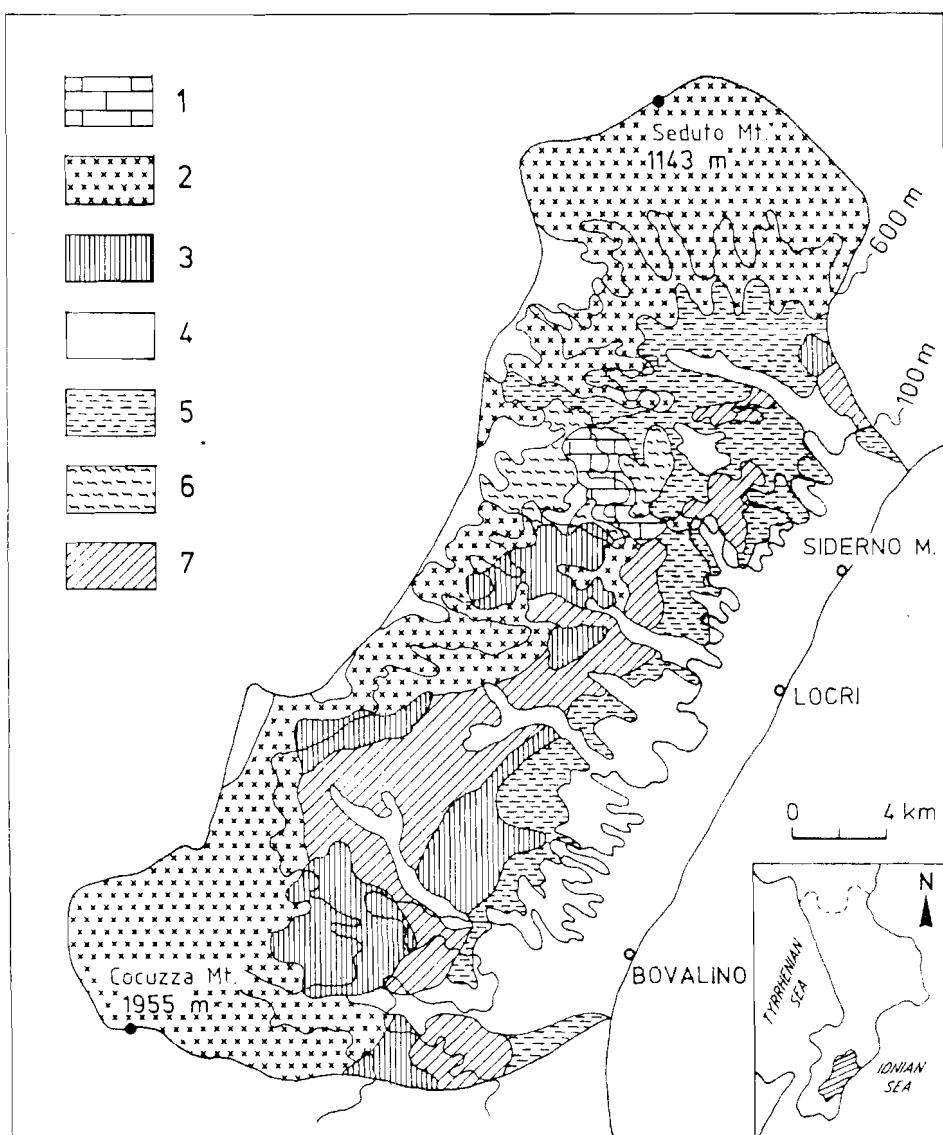 1
2
3
4
5
6
7
Seduto Mt.
1143 m
600 m
100 m
SIDERNO M.
LOCRI
0 4 km
BOVALINO
Cocuzza Mt.
1955 m
N
TYRRHENIAN
SEA
IONIAN
SEA